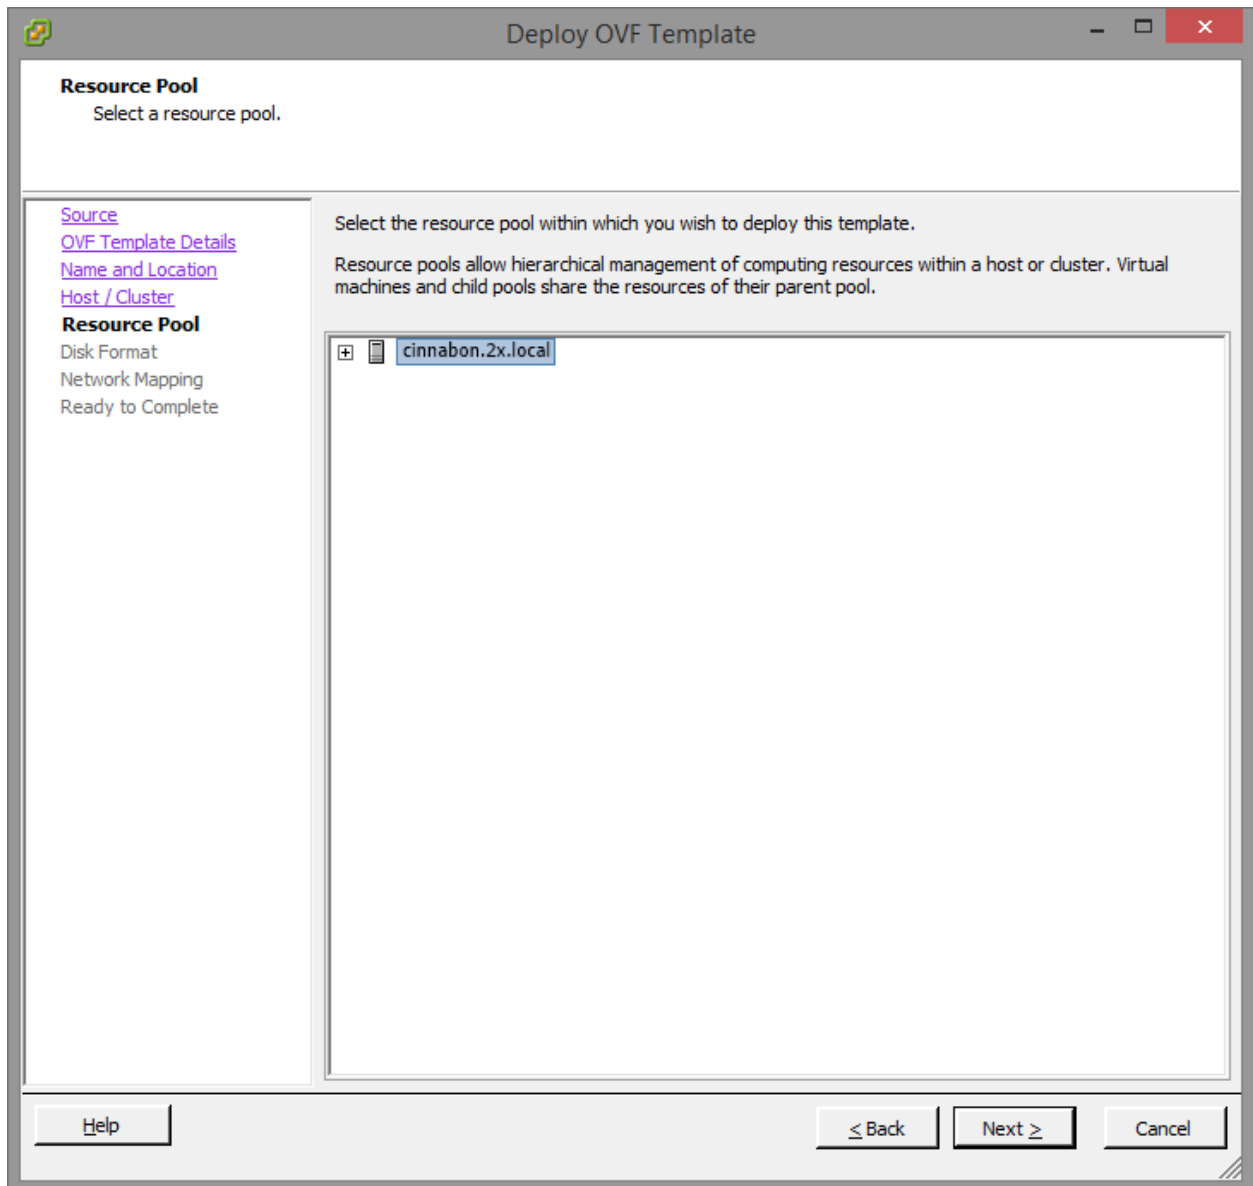 Deploy OVF Template
Resource Pool
Select a resource pool.
Source
OVF Template Details
Name and Location
Host / Cluster
Resource Pool
Disk Format
Network Mapping
Ready to Complete
Select the resource pool within which you wish to deploy this template.
Resource pools allow hierarchical management of computing resources within a host or cluster. Virtual
machines and child pools share the resources of their parent pool.
cinnabon.2x.local
Help
< Back
Next >
Cancel